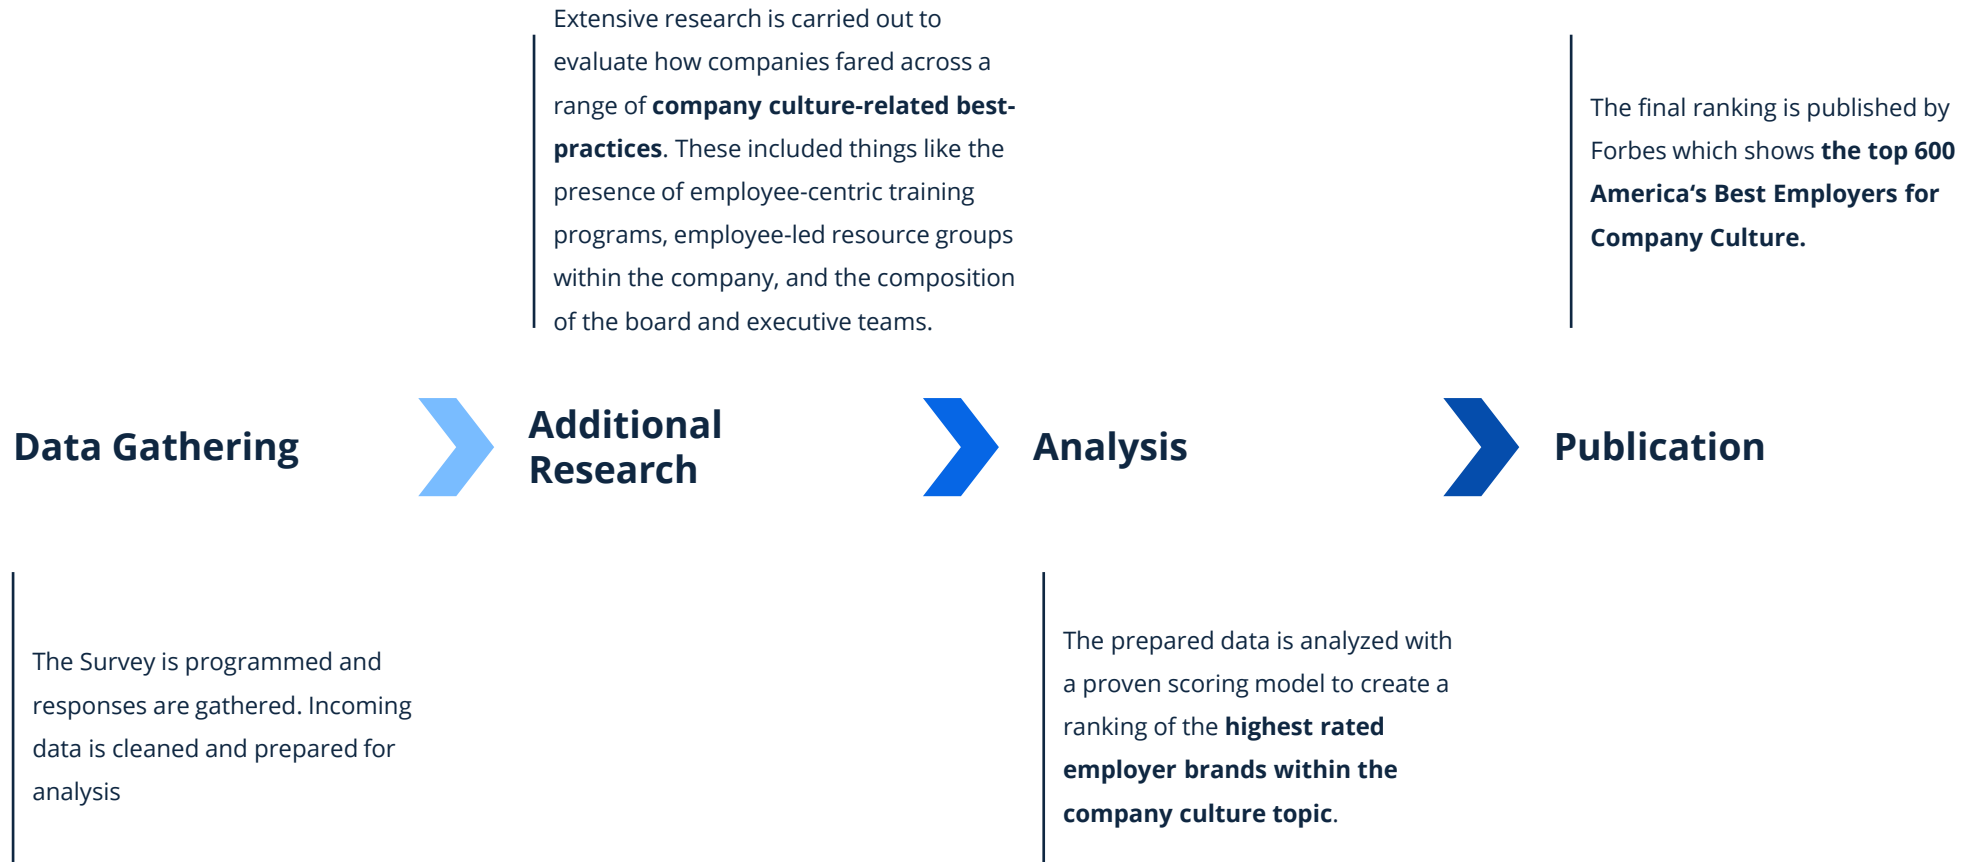 Extensive research is carried out to
evaluate how companies fared across a
range of company culture-related best-
practices. These included things like the
presence of employee-centric training
programs, employee-led resource groups
within the company, and the composition
of the board and executive teams.
The final ranking is published by
Forbes which shows the top 600
America‘s Best Employers for
Company Culture.
Data Gathering
Additional
Research
Analysis
Publication
The Survey is programmed and
responses are gathered. Incoming
data is cleaned and prepared for
analysis
The prepared data is analyzed with
a proven scoring model to create a
ranking of the highest rated
employer brands within the
company culture topic.